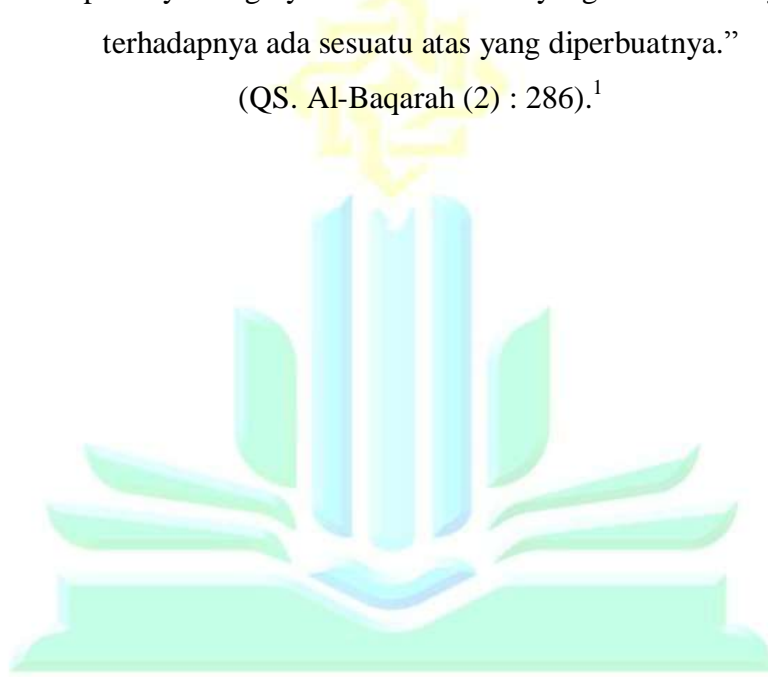 terhadapnya ada sesuatu atas yang diperbuatnya.”
(QS. Al-Baqarah (2) : 286).1